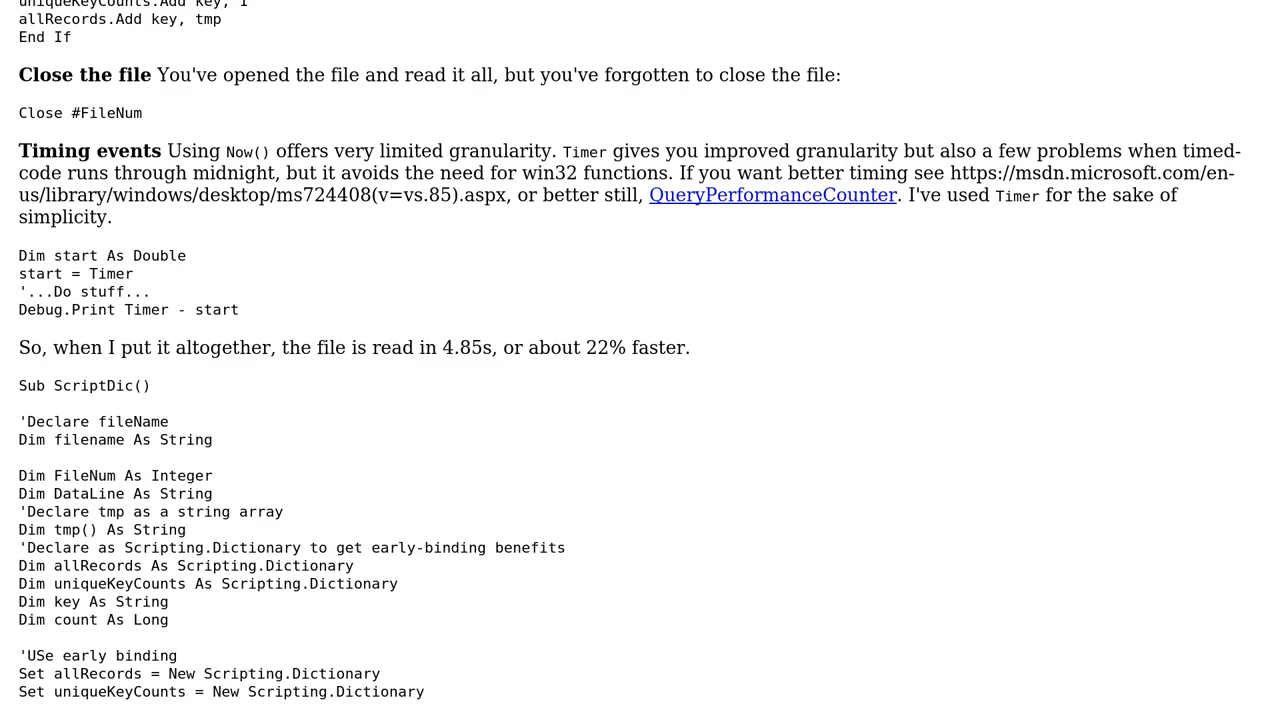 uniqueKeyCounts.Add key, 1
allRecords.Add key, tmp
End If
Close the file You've opened the file and read it all, but you've forgotten to close the file:
Close #FileNum
Timing events Using Now() offers very limited granularity. Timer gives you improved granularity but also a few problems when timed-
code runs through midnight, but it avoids the need for win32 functions. If you want better timing see https://msdn.microsoft.com/en-
us/library/windows/desktop/ms724408(v=vs.85).aspx, or better still, QueryPerformanceCounter. I've used Timer for the sake of
simplicity.
Dim start As Double
start = Timer
'...Do stuff...
Debug.Print Timer - start
So, when I put it altogether, the file is read in 4.85s, or about 22% faster.
Sub ScriptDic()
'Declare fileName
Dim filename As String
Dim FileNum As Integer
Dim DataLine As String
'Declare tmp as a string array
Dim tmp() As String
'Declare as Scripting.Dictionary to get early-binding benefits
Dim allRecords As Scripting.Dictionary
Dim uniqueKeyCounts As Scripting.Dictionary
Dim key As String
Dim count As Long
'USe early binding
Set allRecords = New Scripting.Dictionary
Set uniqueKeyCounts = New Scripting.Dictionary